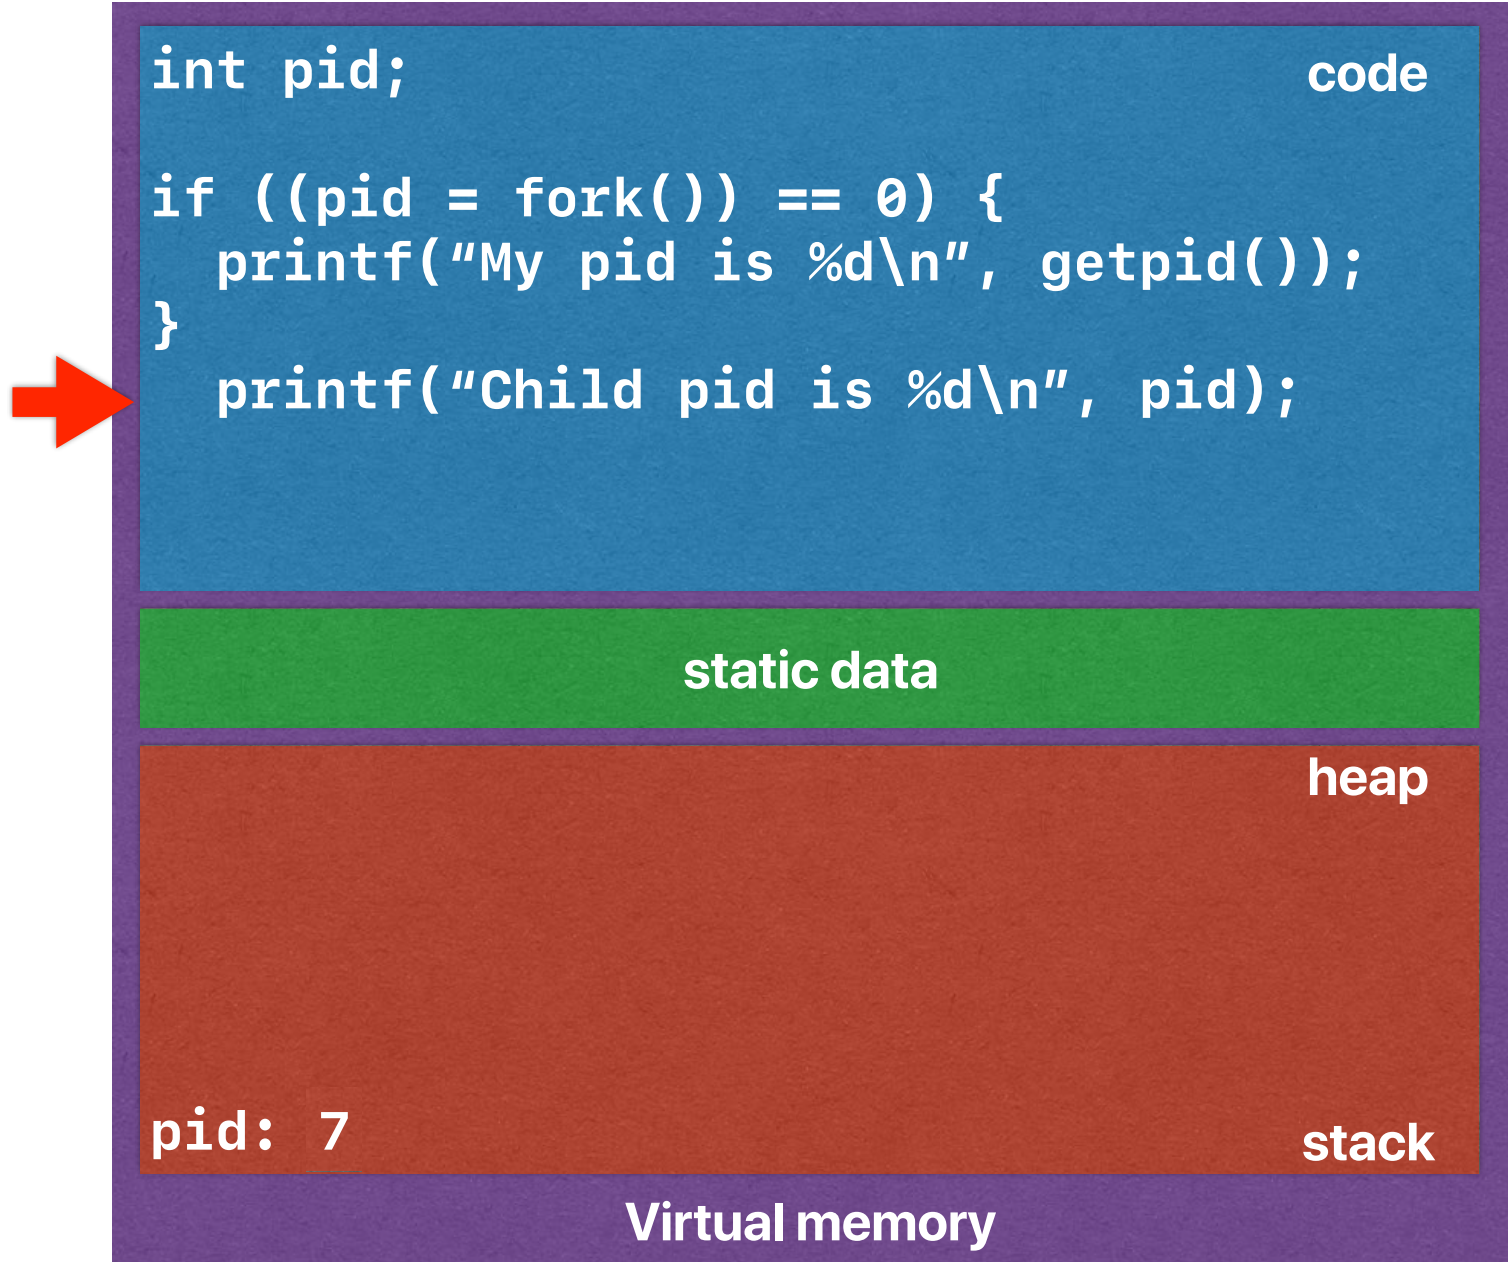 int pid;
code
if ((pid = fork()) == 0) {
  printf(“My pid is %d\n”, getpid());
}
  printf(“Child pid is %d\n”, pid);
static data
heap
pid: 7
stack
Virtual memory